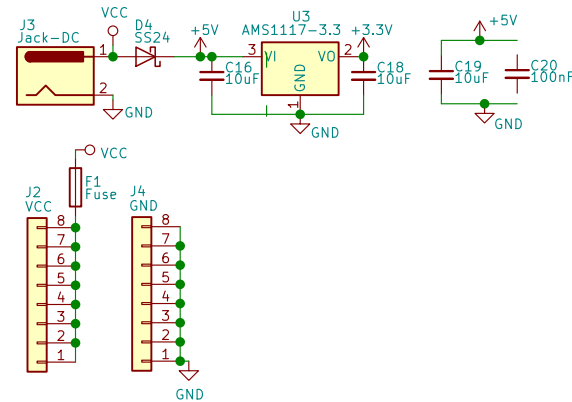 J3
Jack-DC
1
2
VCC
GND
D4
SS24
+5V
C16
10uF
U3
AMS1117-3.3
3
VI
VO
2
GND
1
GND
+3.3V
C18
10uF
+5V
C19
10uF
C20
100nF
GND
VCC
F1
Fuse
J2
VCC
8
7
6
5
4
3
2
1
J4
GND
8
7
6
5
4
3
2
1
GND